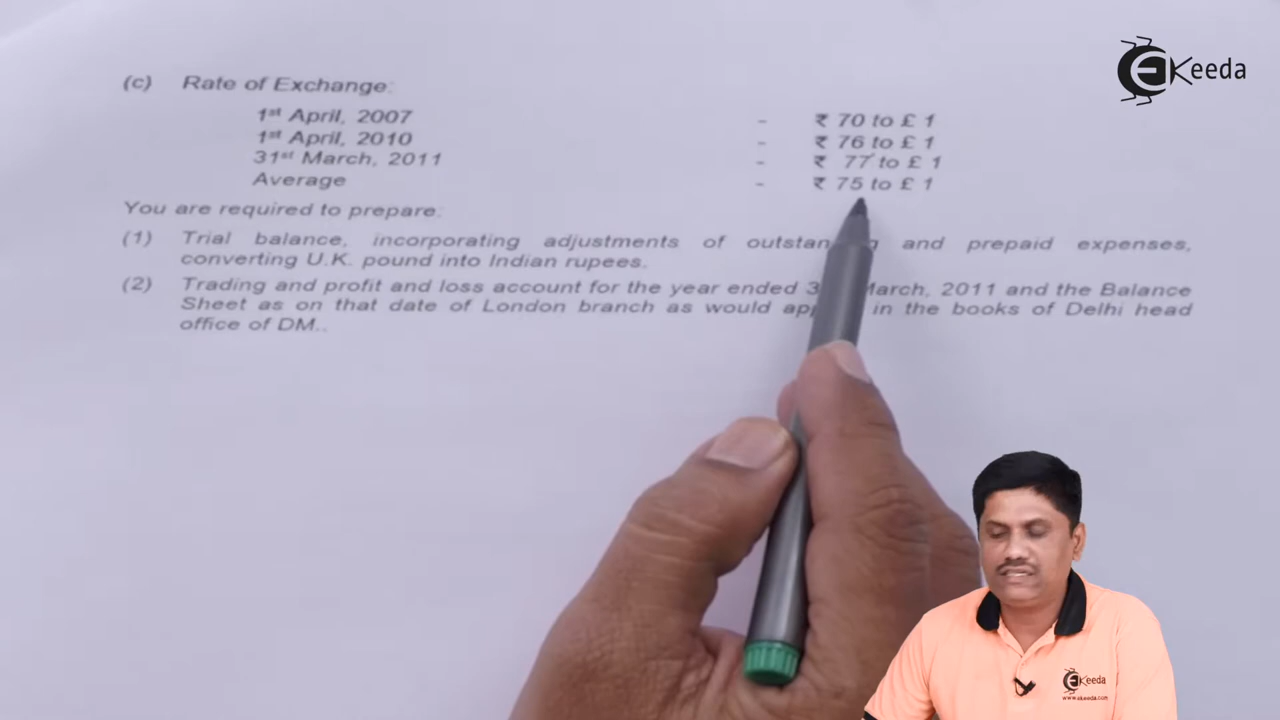 Keeda
(c) Rate of Exchange:
1st April, 2007 - ₹ 70 to £ 1
1st April, 2010 - ₹ 76 to £ 1
31st March, 2011 - ₹ 77 to £ 1
Average - ₹ 75 to £ 1
You are required to prepare:
(1) Trial balance, incorporating adjustments of and prepaid expenses,
converting U.K. pound into Indian rupees.
(2) Trading and profit and loss account for the year ended March, 2011 and the Balance
Sheet as on that date of London branch as would in the books of Delhi head
office of DM..
Keeda
www.ekeeda.com